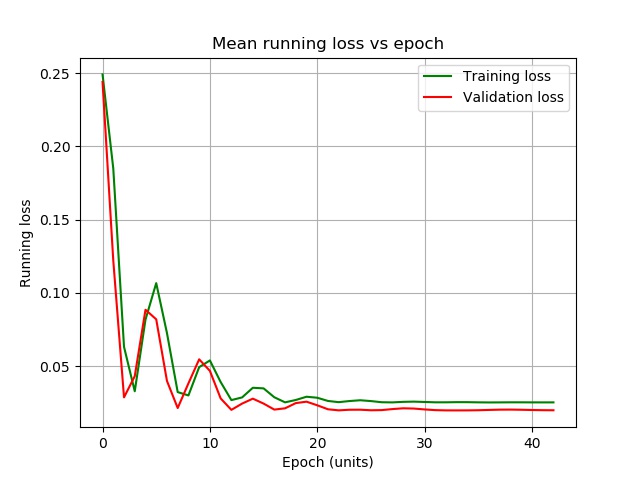 Mean running loss vs epoch
Training loss
Validation loss
0.25
0.20
0.15
0.10
0.05
Running loss
0
10
20
30
40
Epoch (units)